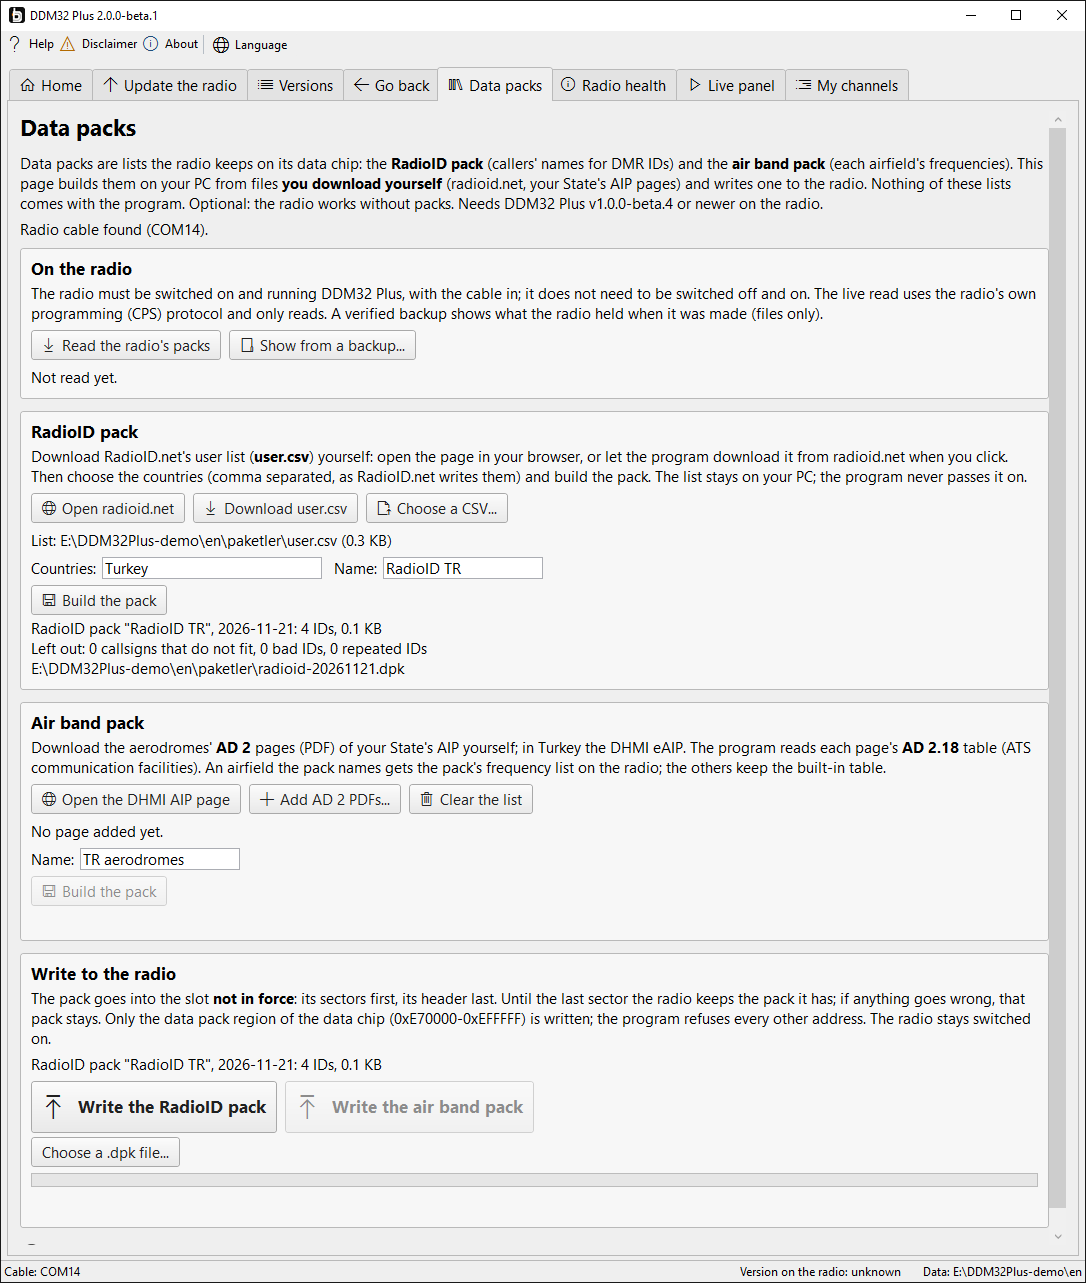 DDM32 Plus 2.0.0-beta.1
Help Disclaimer About Language
Home Update the radio Versions Go back Data packs Radio health Live panel My channels
Data packs
Data packs are lists the radio keeps on its data chip: the RadioID pack (callers' names for DMR IDs) and the air band pack (each airfield's frequencies). This
page builds them on your PC from files you download yourself (radioid.net, your State's AIP pages) and writes one to the radio. Nothing of these lists
comes with the program. Optional: the radio works without packs. Needs DDM32 Plus v1.0.0-beta.4 or newer on the radio.
Radio cable found (COM14).
On the radio
The radio must be switched on and running DDM32 Plus, with the cable in; it does not need to be switched off and on. The live read uses the radio's own
programming (CPS) protocol and only reads. A verified backup shows what the radio held when it was made (files only).
Read the radio's packs Show from a backup...
Not read yet.
RadioID pack
Download RadioID.net's user list (user.csv) yourself: open the page in your browser, or let the program download it from radioid.net when you click.
Then choose the countries (comma separated, as RadioID.net writes them) and build the pack. The list stays on your PC; the program never passes it on.
Open radioid.net Download user.csv Choose a CSV...
List: E:\DDM32Plus-demo\en\paketler\user.csv (0.3 KB)
Countries: Turkey Name: RadioID TR
Build the pack
RadioID pack "RadioID TR", 2026-11-21: 4 IDs, 0.1 KB
Left out: 0 callsigns that do not fit, 0 bad IDs, 0 repeated IDs
E:\DDM32Plus-demo\en\paketler\radioid-20261121.dpk
Air band pack
Download the aerodromes' AD 2 pages (PDF) of your State's AIP yourself; in Turkey the DHMI eAIP. The program reads each page's AD 2.18 table (ATS
communication facilities). An airfield the pack names gets the pack's frequency list on the radio; the others keep the built-in table.
Open the DHMI AIP page Add AD 2 PDFs... Clear the list
No page added yet.
Name: TR aerodromes
Build the pack
Write to the radio
The pack goes into the slot not in force: its sectors first, its header last. Until the last sector the radio keeps the pack it has; if anything goes wrong, that
pack stays. Only the data pack region of the data chip (0xE70000-0xEFFFFF) is written; the program refuses every other address. The radio stays switched
on.
RadioID pack "RadioID TR", 2026-11-21: 4 IDs, 0.1 KB
Write the RadioID pack Write the air band pack
Choose a .dpk file...
Cable: COM14 Version on the radio: unknown Data: E:\DDM32Plus-demo\en